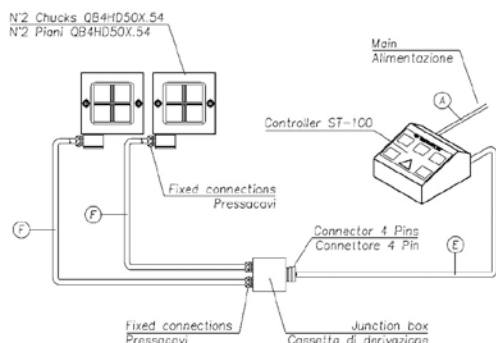 N°2 Chucks QB4HD50X.54
N°2 Piani QB4HD50X.54
Main
Alimentazione
A
Controller ST-100
Fixed connections
Pressacavi
F
F
Connector 4 Pins
Connettore 4 Pin
E
Fixed connections
Pressacavi
Junction box
Cassetta di derivazione